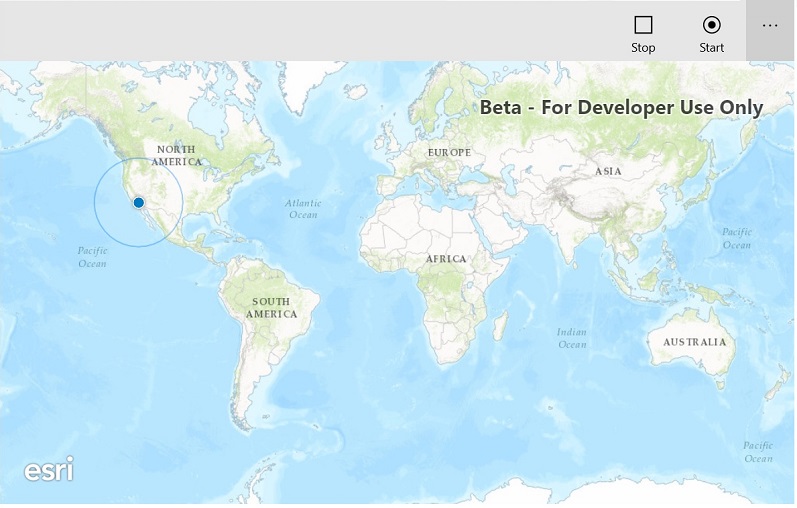 Stop
Start
Beta - For Developer Use Only
NORTH
AMERICA
EUROPE
ASIA
Atlantic
Ocean
Pacific
Ocean
Pacific
Ocean
AFRICA
SOUTH
AMERICA
Indian
Ocean
AUSTRALIA
Pacific
Ocean
esri